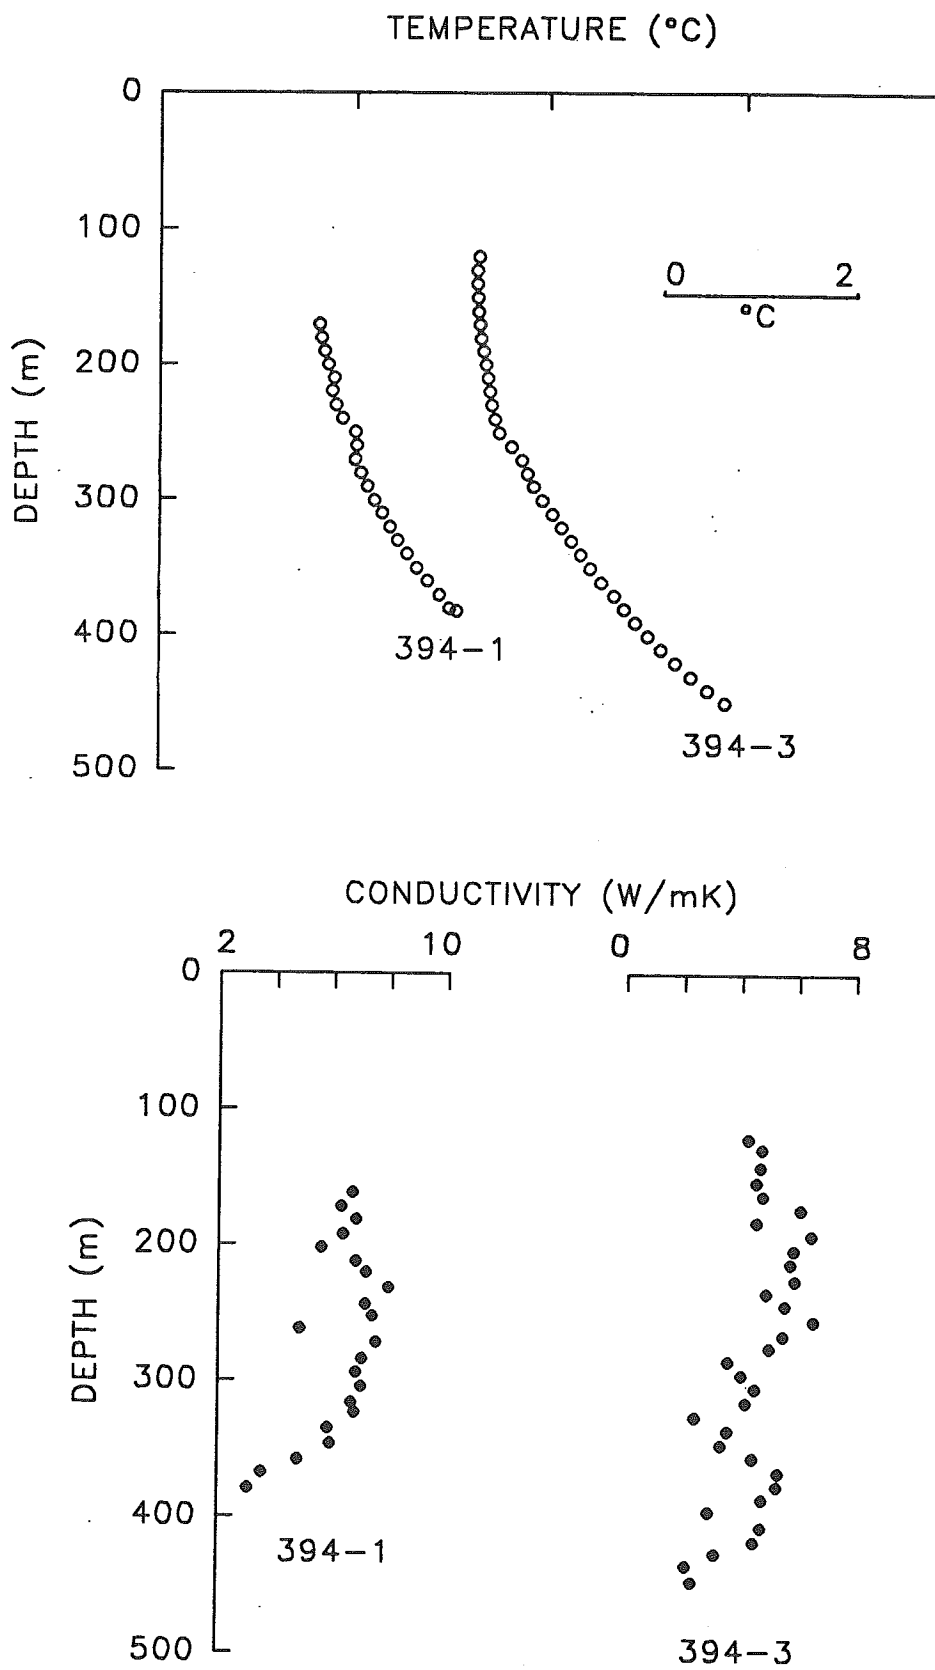 TEMPERATURE (°C)
0
100
0 2
°C
200
DEPTH (m)
300
400
394-1
394-3
500
CONDUCTIVITY (W/mK)
2 10 0 8
0
100
200
DEPTH (m)
300
400
394-1
500
394-3